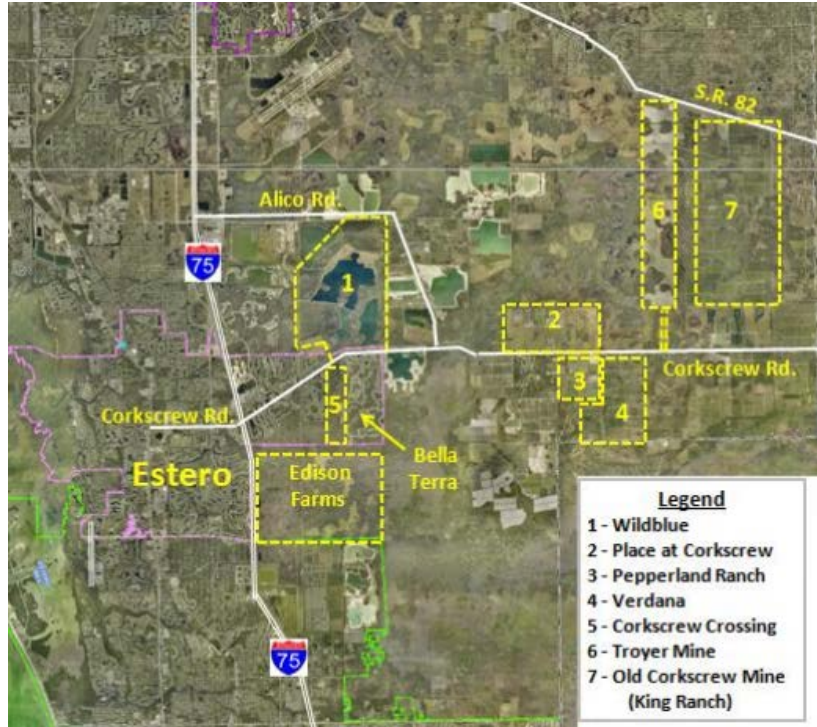 S.R. 82
Alico Rd.
75
6
7
1
2
Corkscrew Rd.
3
4
5
Corkscrew Rd.
Bella
Terra
Estero
Edison
Farms
75
Legend
1 - Wildblue
2 - Place at Corkscrew
3 - Pepperland Ranch
4 - Verdana
5 - Corkscrew Crossing
6 - Troyer Mine
7 - Old Corkscrew Mine
(King Ranch)